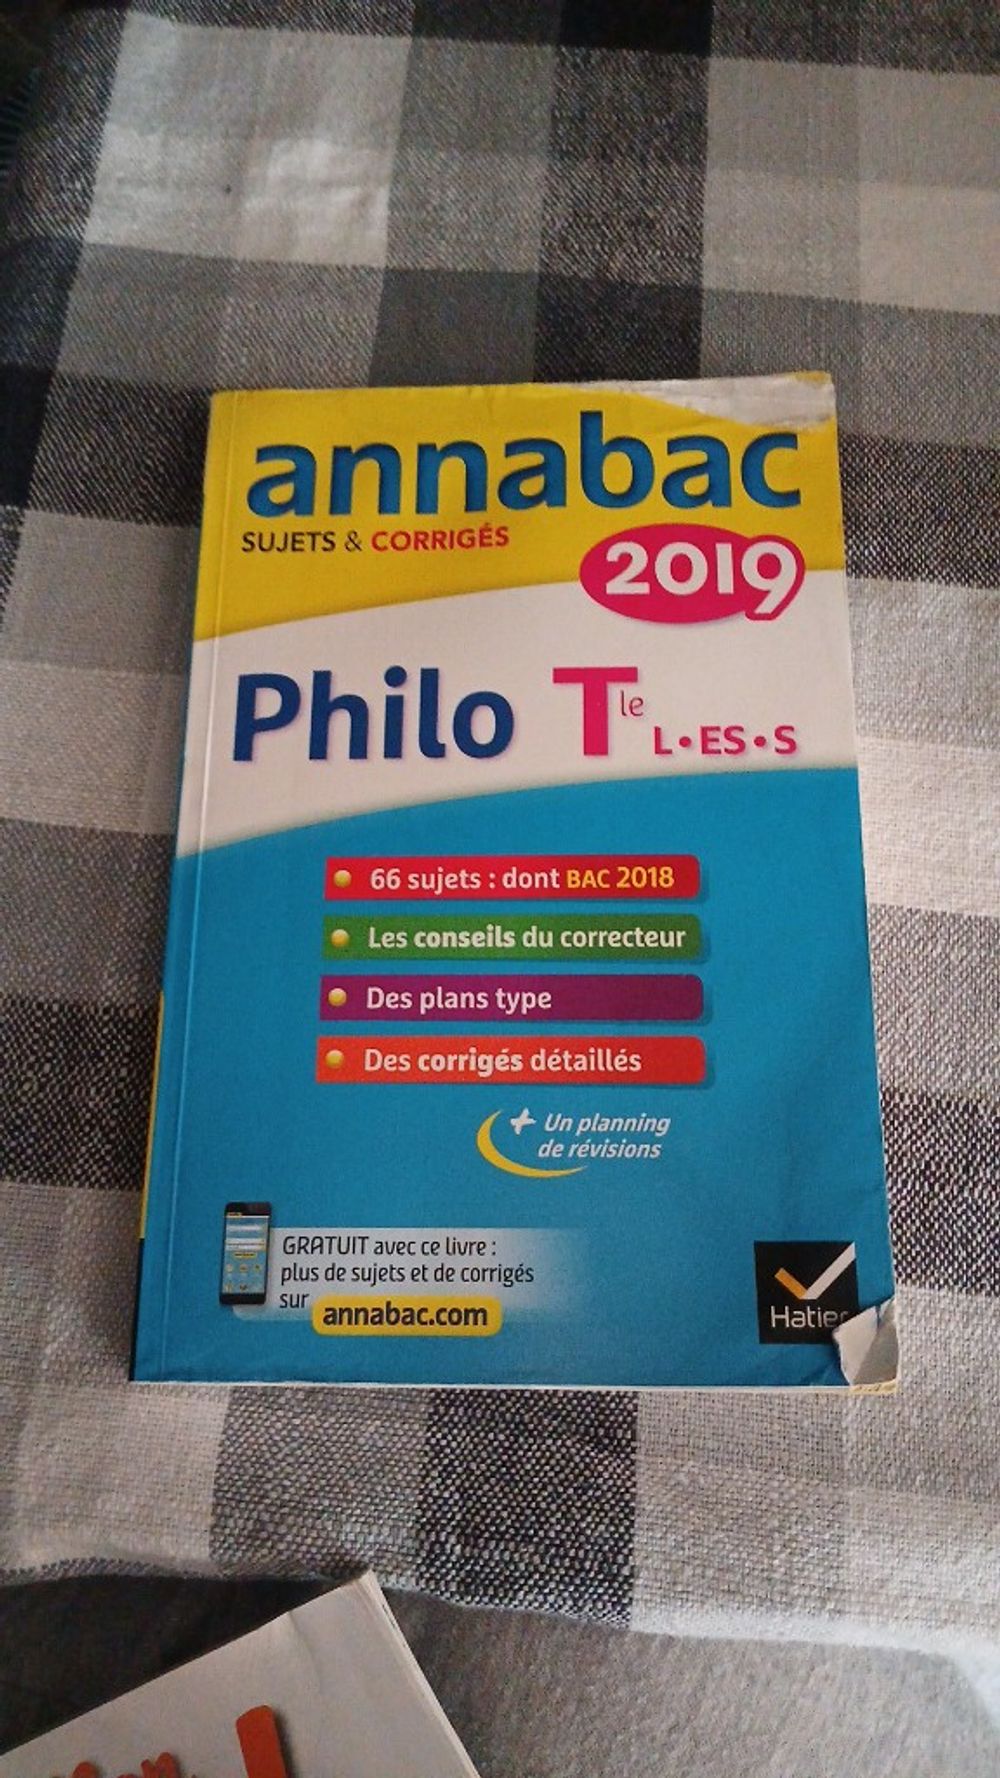 annabac
SUJETS & CORRIGÉS
2019
Philo Tle
L • ES • S
66 sujets : dont BAC 2018
Les conseils du correcteur
Des plans type
Des corrigés détaillés
+ Un planning
de révisions
GRATUIT avec ce livre :
plus de sujets et de corrigés
sur annabac.com
Hatier